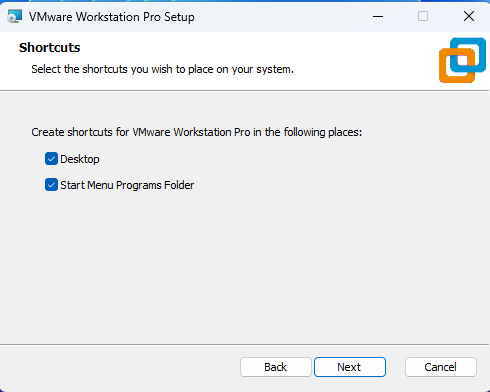 VMware Workstation Pro Setup
Shortcuts
Select the shortcuts you wish to place on your system.
Create shortcuts for VMware Workstation Pro in the following places:
Desktop
Start Menu Programs Folder
Back Next Cancel